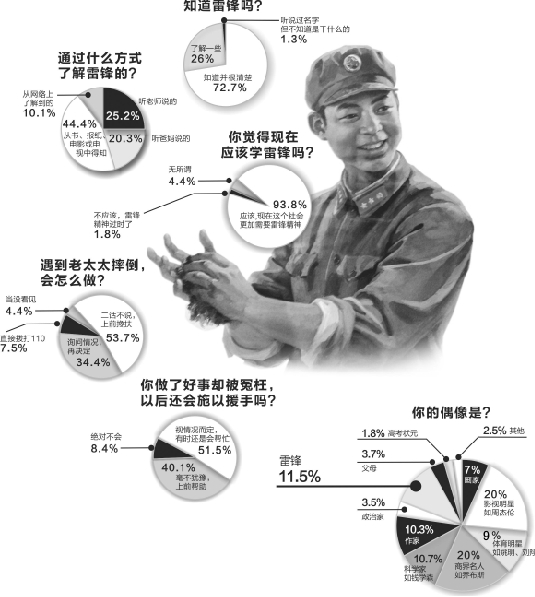 知道雷锋吗?
听说过名字
但不知道是干什么的
1.3%
了解一些
26%
知道并很清楚
72.7%
通过什么方式
了解雷锋的?
从网络上
了解到的
10.1%
听老师说的
25.2%
44.4%
从书、报纸、
电影或电
视中得知
20.3%
听爸妈说的
你觉得现在
应该学雷锋吗?
无所谓
4.4%
93.8%
应该,现在这个社会
更加需要雷锋精神
不应该,雷锋
精神过时了
1.8%
遇到老太太摔倒,
会怎么做?
当没看见
4.4%
二话不说,
上前搀扶
53.7%
直接拨打110
7.5%
询问情况
再决定
34.4%
你做了好事却被冤枉,
以后还会施以援手吗?
视情况而定,
有时还是会帮忙
51.5%
绝对不会
8.4%
40.1%
毫不犹豫,
上前帮助
你的偶像是?
2.5% 其他
1.8% 高考状元
3.7%
父母
雷锋
11.5%
7%
画家
20%
影视明星
如周杰伦
3.5%
政治家
9%
体育明星
如姚明、刘翔
10.3%
作家
10.7%
科学家
如钱学森
20%
商界名人
如乔布斯